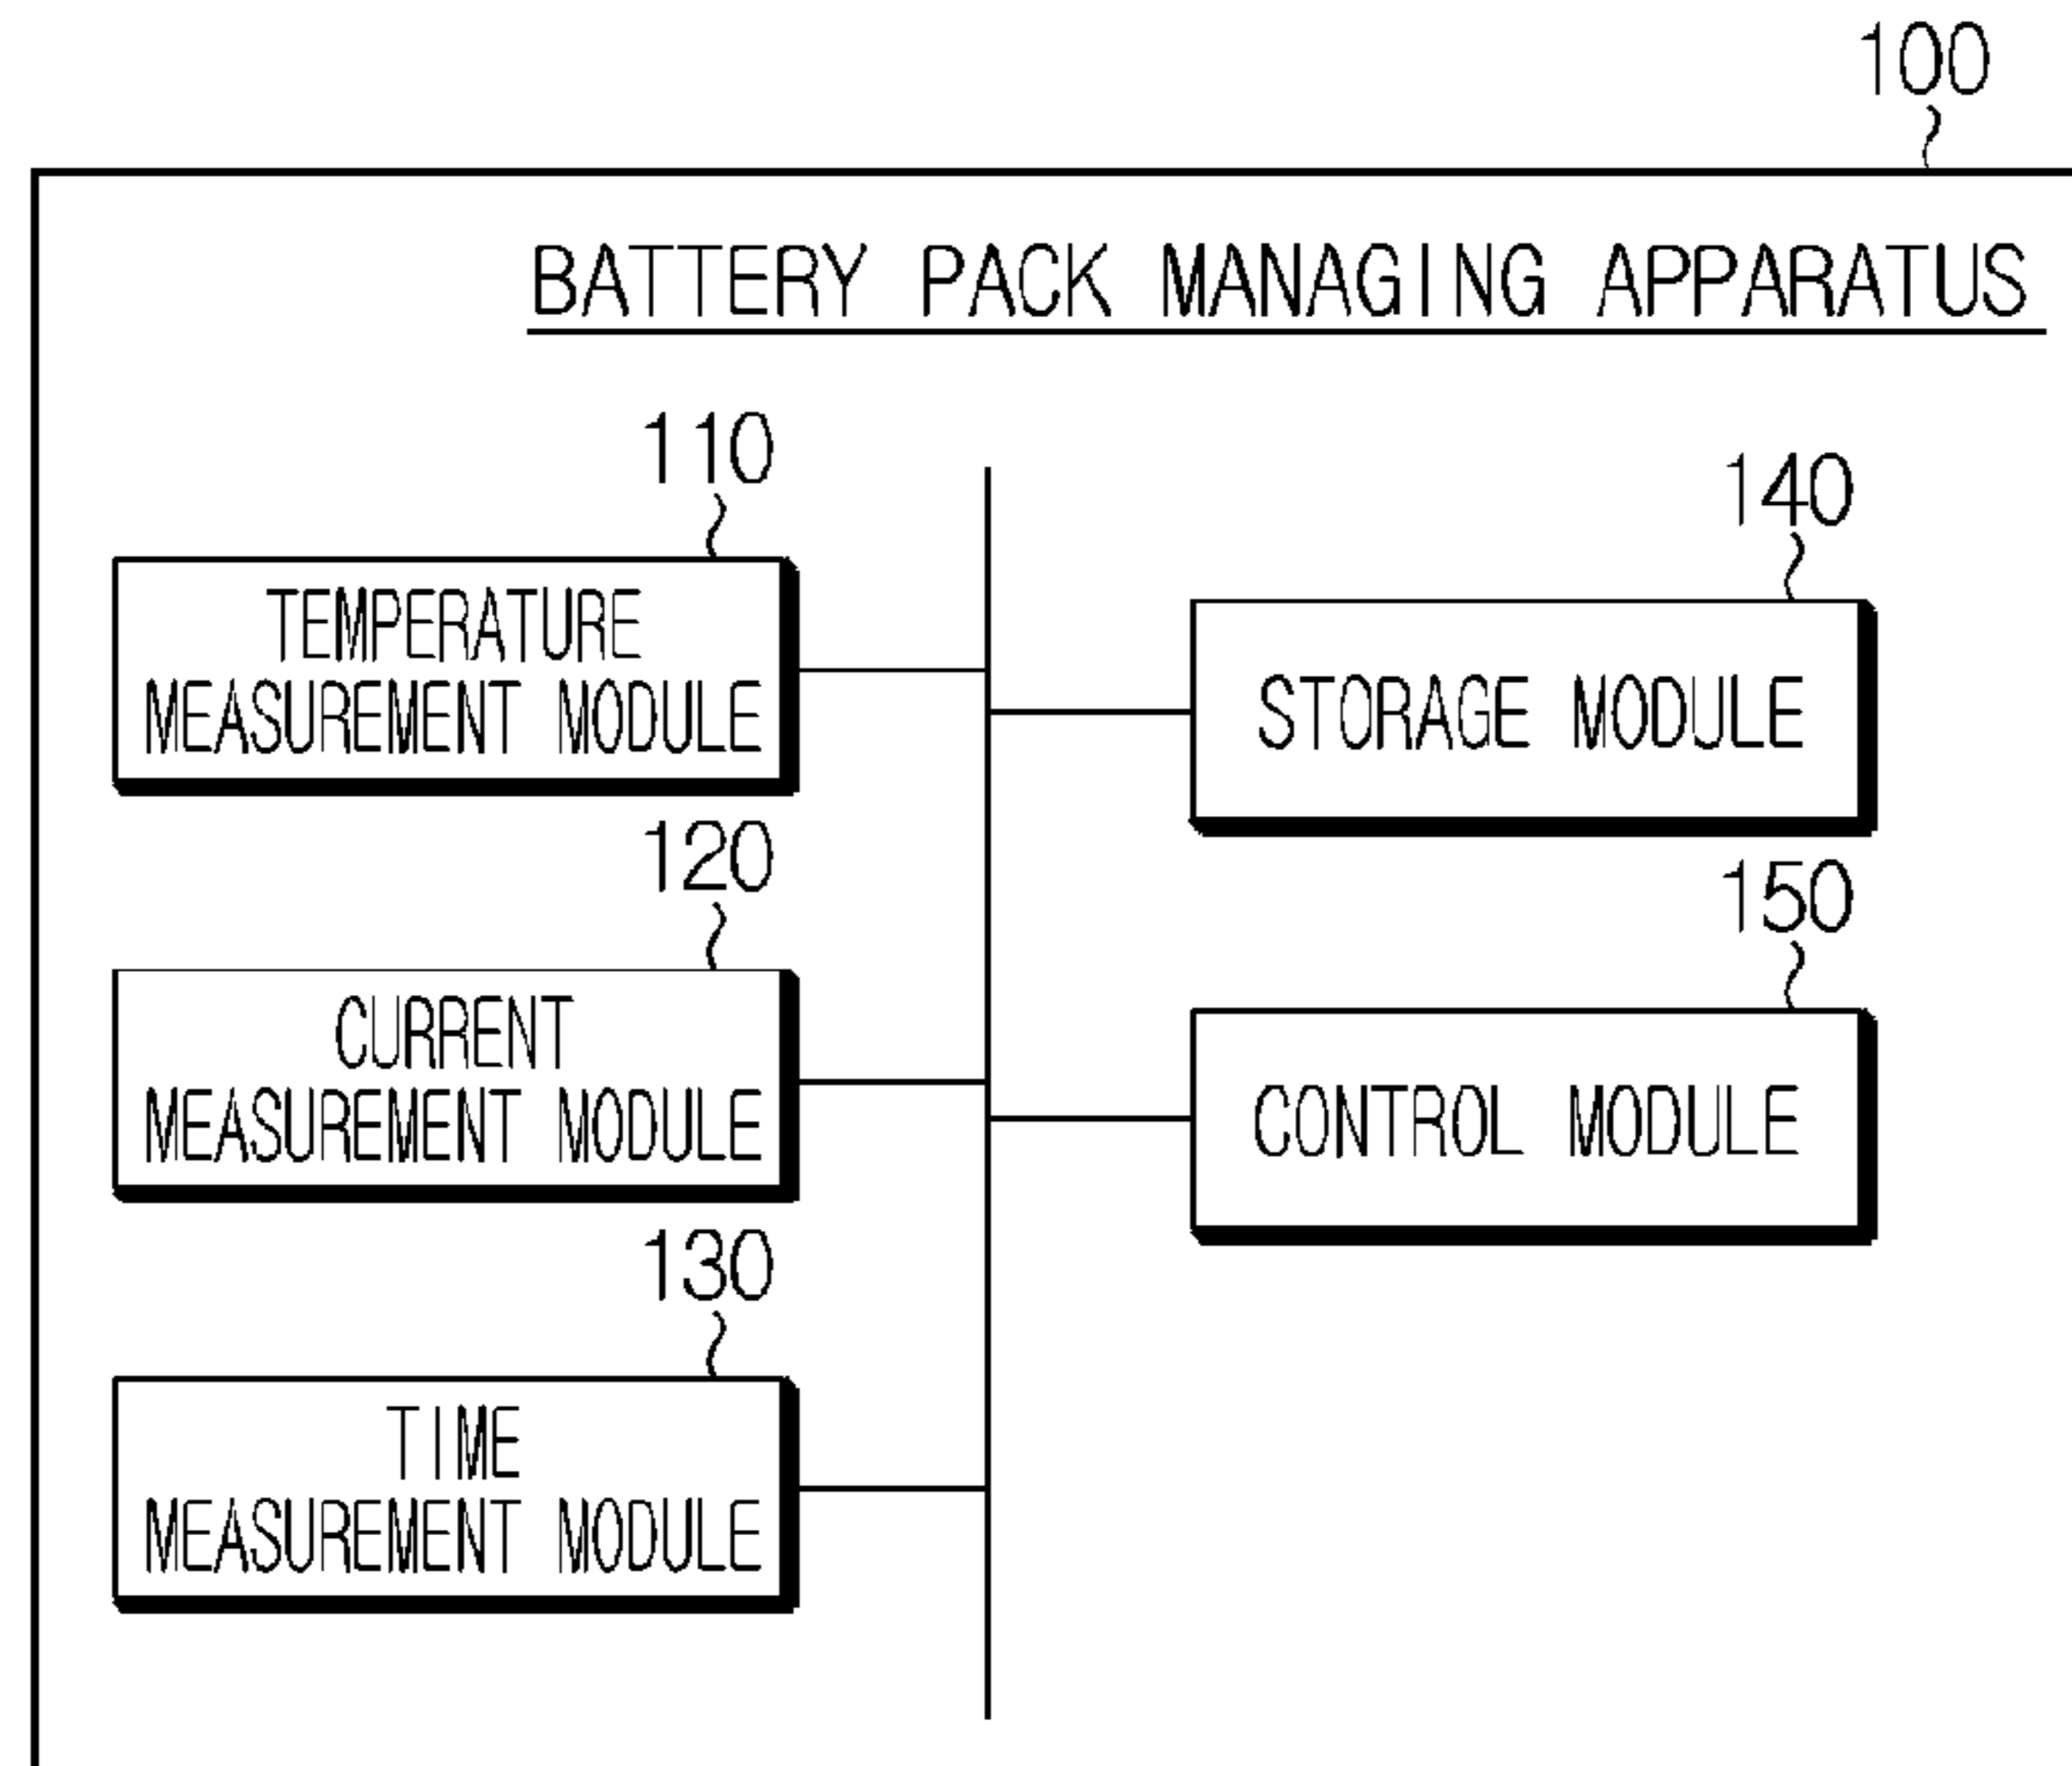 100
BATTERY PACK MANAGING APPARATUS
110
TEMPERATURE
MEASUREMENT MODULE
120
CURRENT
MEASUREMENT MODULE
130
TIME
MEASUREMENT MODULE
140
STORAGE MODULE
150
CONTROL MODULE